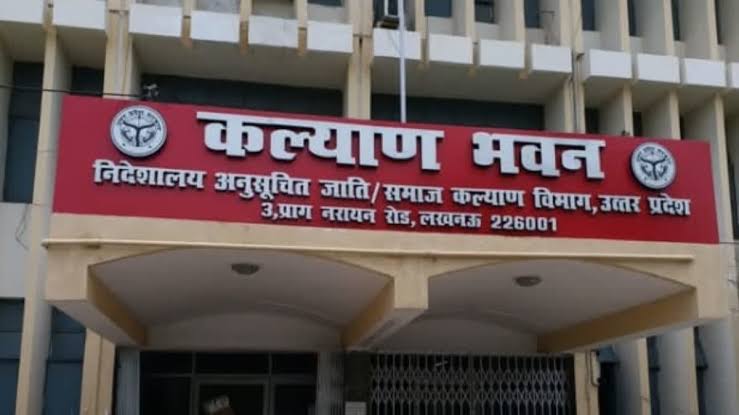 कल्याण भवन
निदेशालय अनुसूचित जाति/समाज कल्याण विभाग, उत्तर प्रदेश
3,प्राग नरायन रोड, लखनऊ 226001